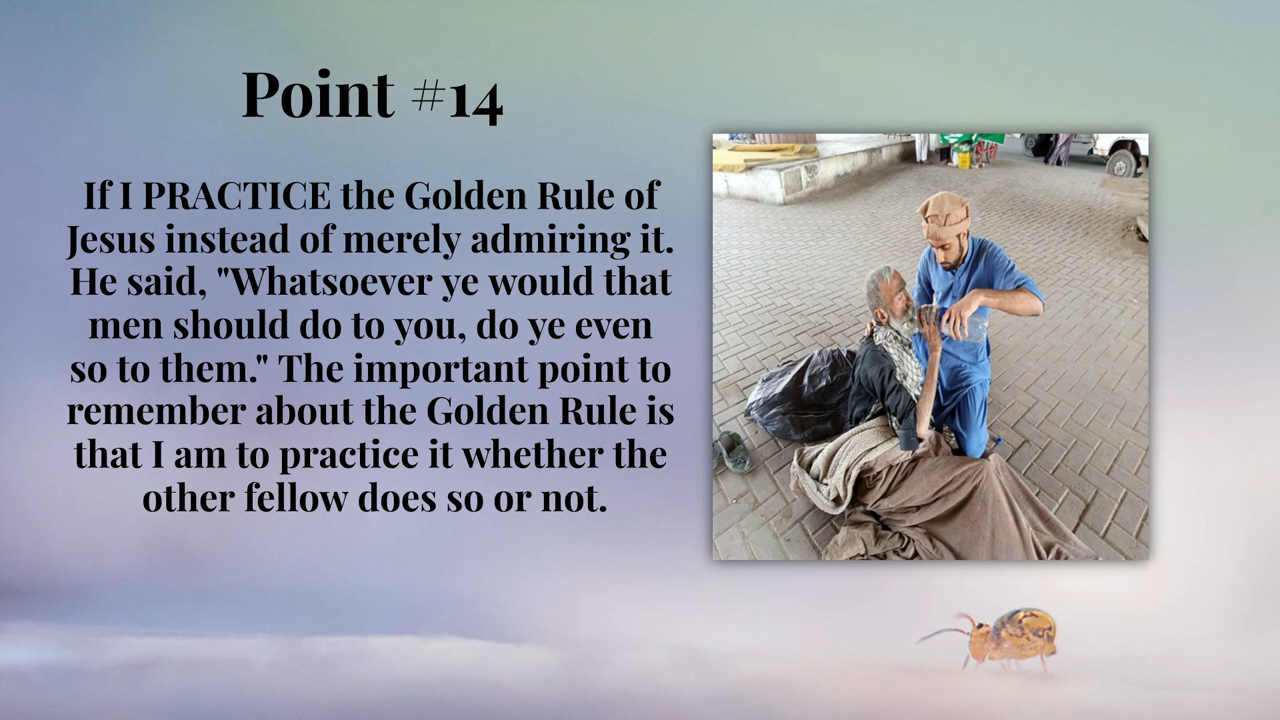 Point #14
If I PRACTICE the Golden Rule of
Jesus instead of merely admiring it.
He said, "Whatsoever ye would that
men should do to you, do ye even
so to them." The important point to
remember about the Golden Rule is
that I am to practice it whether the
other fellow does so or not.